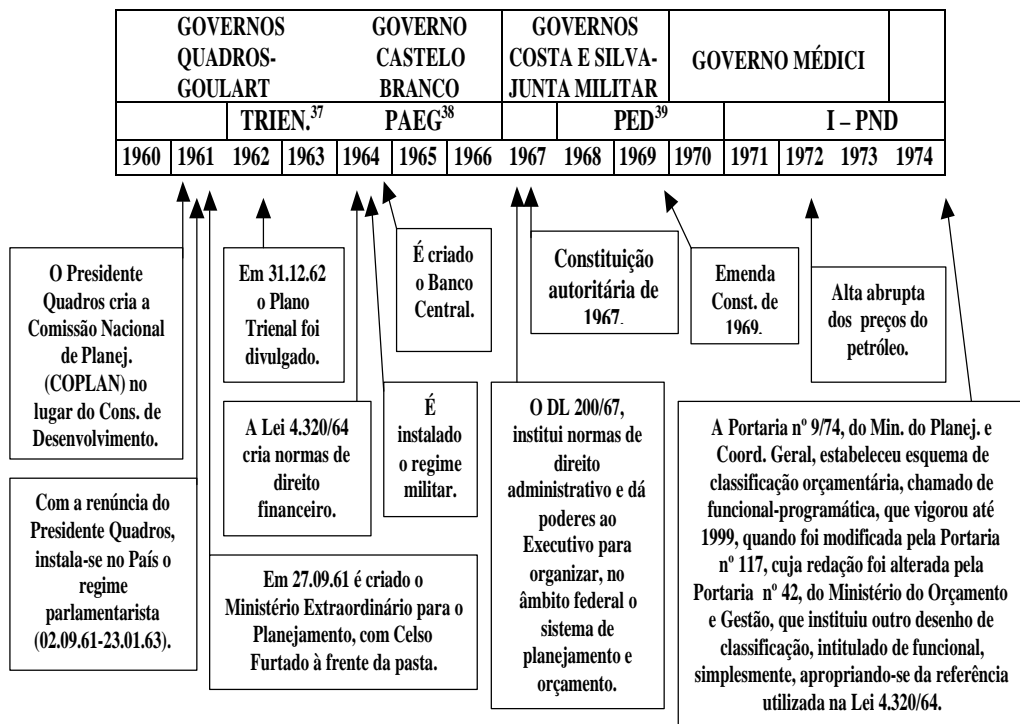 GOVERNOS
QUADROS-
GOULART
GOVERNO
CASTELO
BRANCO
GOVERNOS
COSTA E SILVA-
JUNTA MILITAR
GOVERNO MÉDICI
TRIEN.37
PAEG38
PED39
I – PND
1960 1961 1962 1963 1964 1965 1966 1967 1968 1969 1970 1971 1972 1973 1974
O Presidente
Quadros cria a
Comissão Nacional
de Planej.
(COPLAN) no
lugar do Cons. de
Desenvolvimento.
Em 31.12.62
o Plano
Trienal foi
divulgado.
É criado
o Banco
Central.
Constituição
autoritária de
1967.
Emenda
Const. de
1969.
Alta abrupta
dos preços do
petróleo.
Com a renúncia do
Presidente Quadros,
instala-se no País o
regime
parlamentarista
(02.09.61-23.01.63).
A Lei 4.320/64
cria normas de
direito
financeiro.
É
instalado
o regime
militar.
Em 27.09.61 é criado o
Ministério Extraordinário para o
Planejamento, com Celso
Furtado à frente da pasta.
O DL 200/67,
institui normas de
direito
administrativo e dá
poderes ao
Executivo para
organizar, no
âmbito federal o
sistema de
planejamento e
orçamento.
A Portaria nº 9/74, do Min. do Planej. e
Coord. Geral, estabeleceu esquema de
classificação orçamentária, chamado de
funcional-programática, que vigorou até
1999, quando foi modificada pela Portaria
nº 117, cuja redação foi alterada pela
Portaria nº 42, do Ministério do Orçamento
e Gestão, que instituiu outro desenho de
classificação, intitulado de funcional,
simplesmente, apropriando-se da referência
utilizada na Lei 4.320/64.